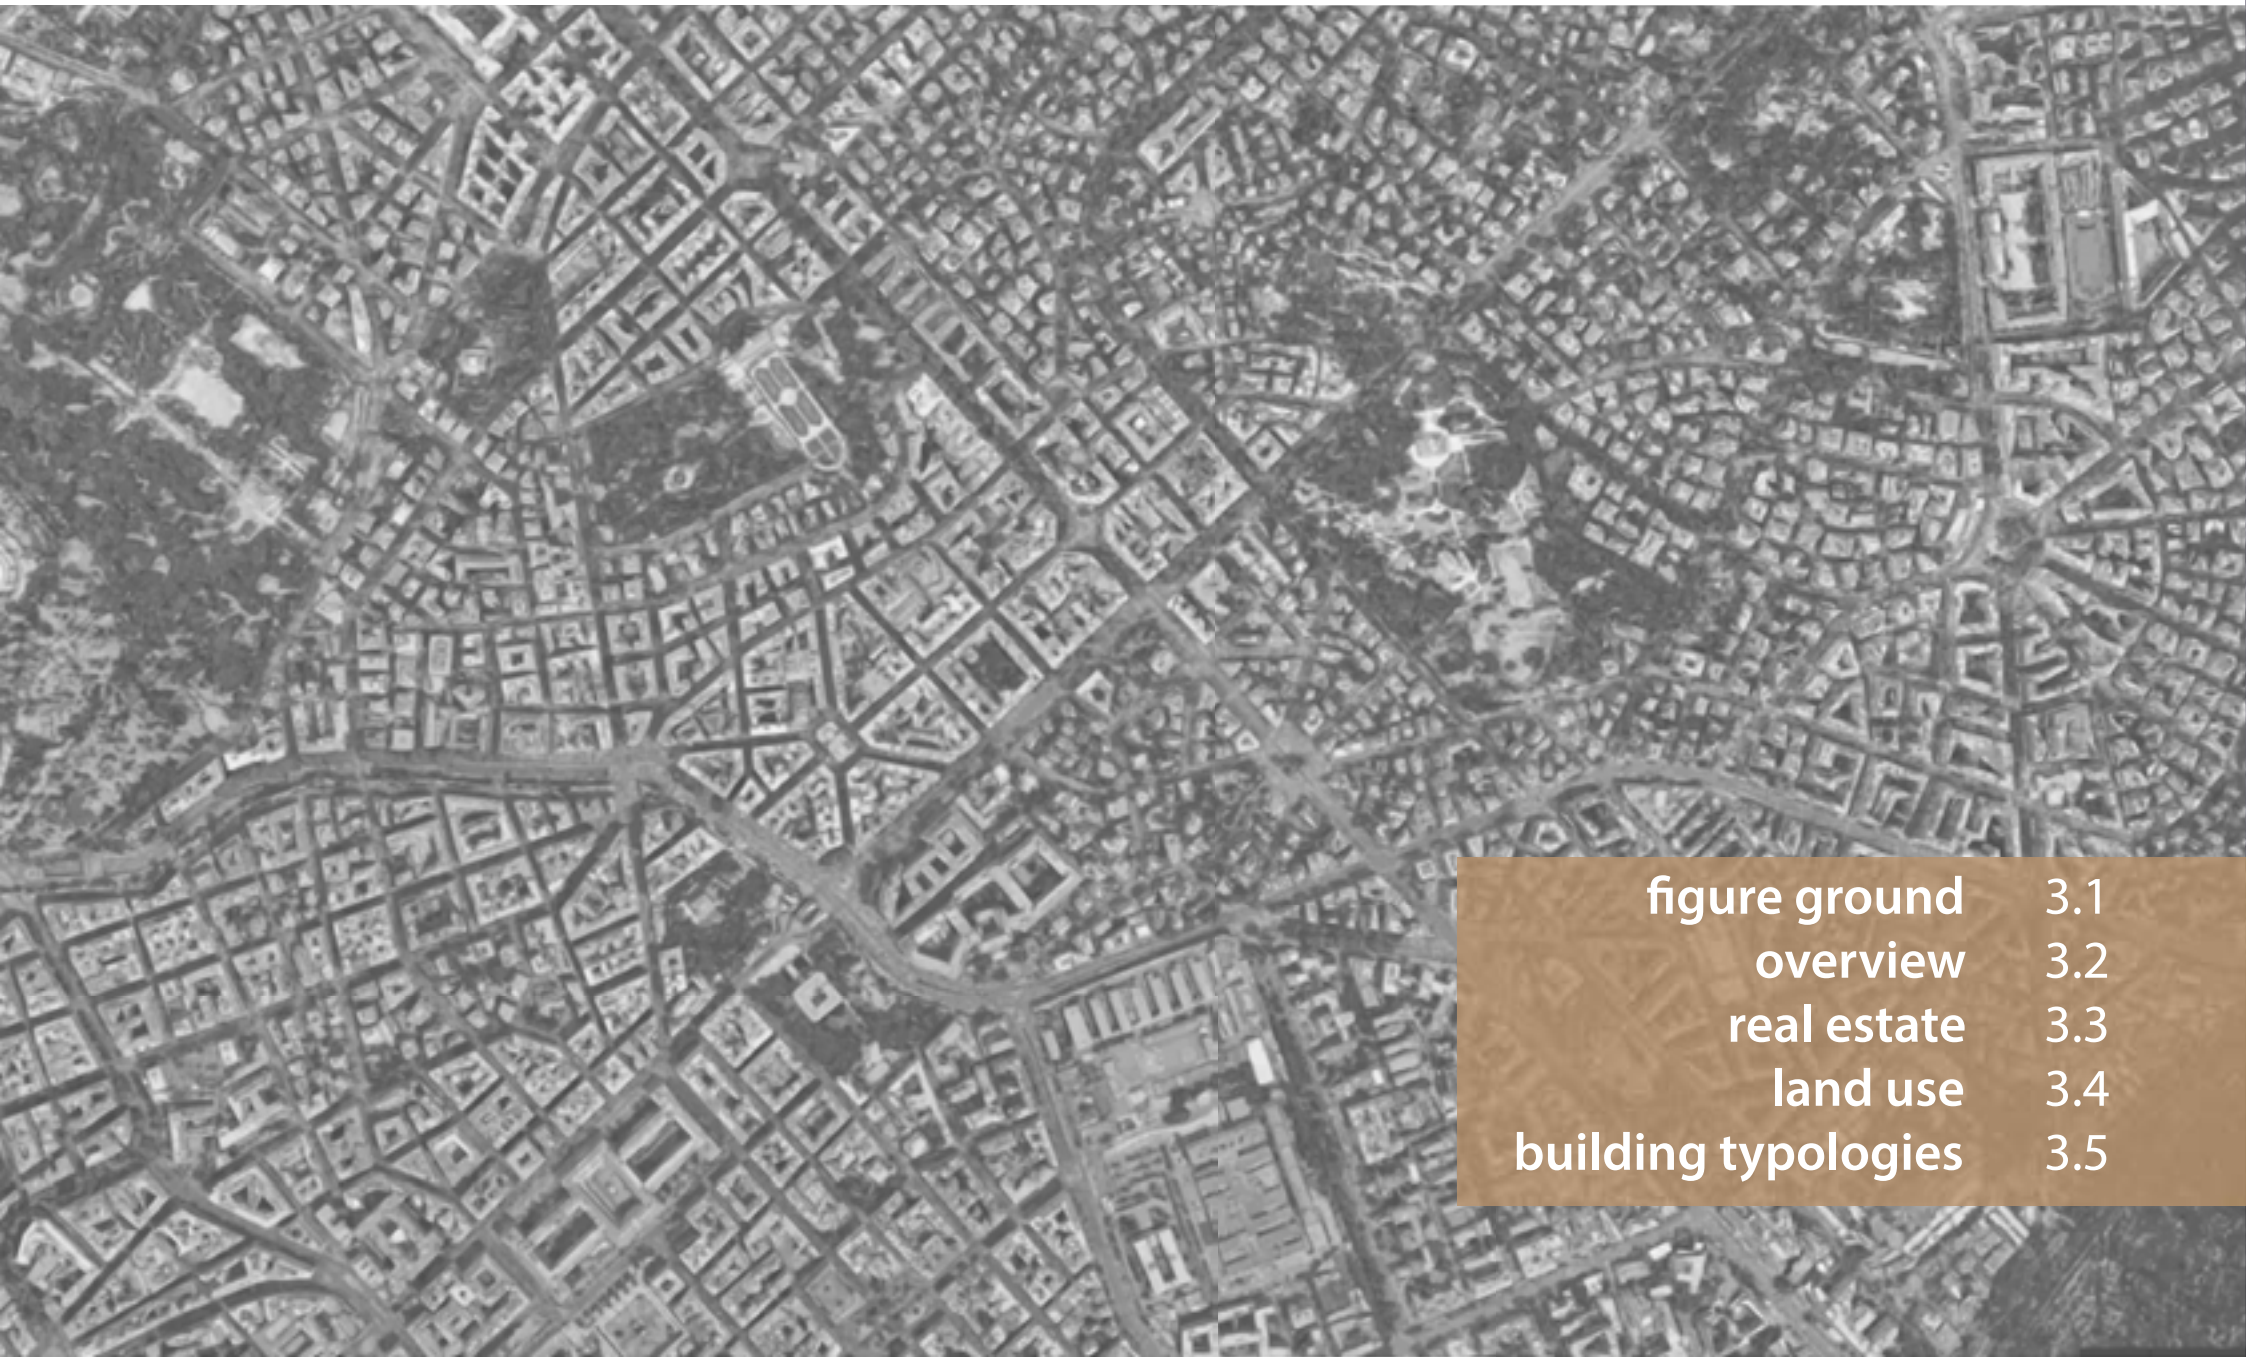 figure ground 3.1
overview 3.2
real estate 3.3
land use 3.4
building typologies 3.5